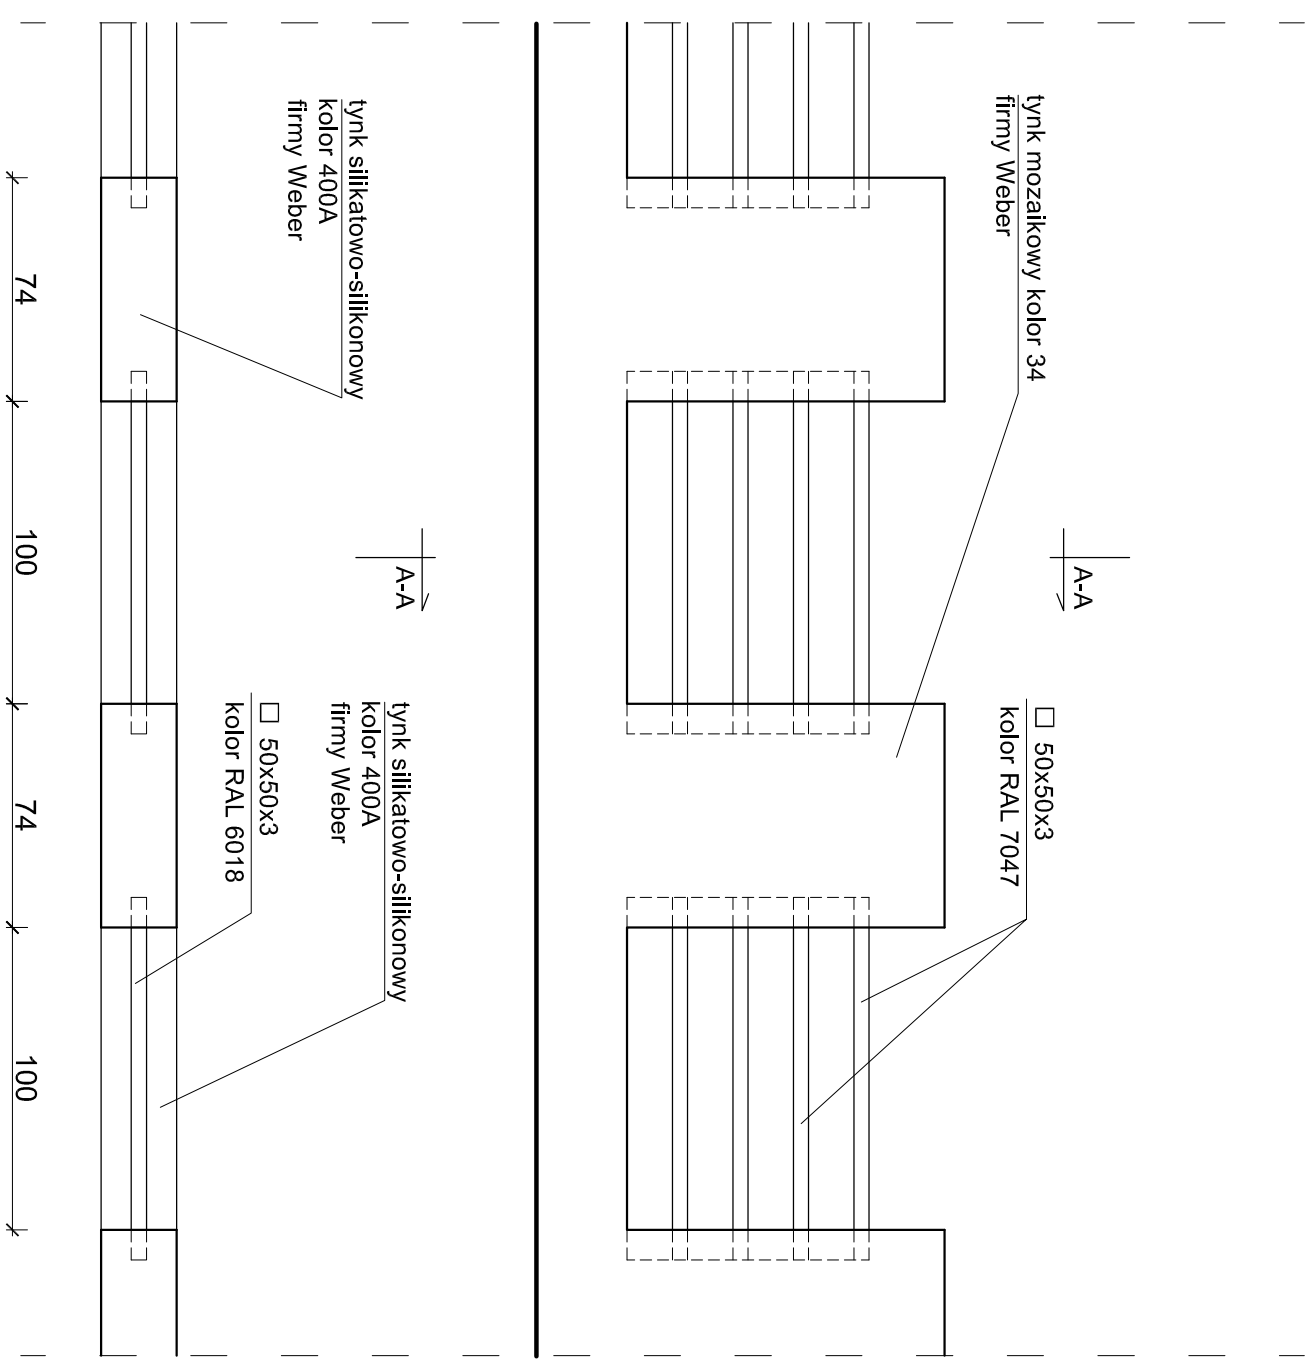 tynk mozaikowy kolor 34
firmy Weber
A-A
□ 50x50x3
kolor RAL 7047
tynk silikatowo-silikonowy
kolor 400A
firmy Weber
A-A
tynk silikatowo-silikonowy
kolor 400A
firmy Weber
□ 50x50x3
kolor RAL 6018
74
100
74
100